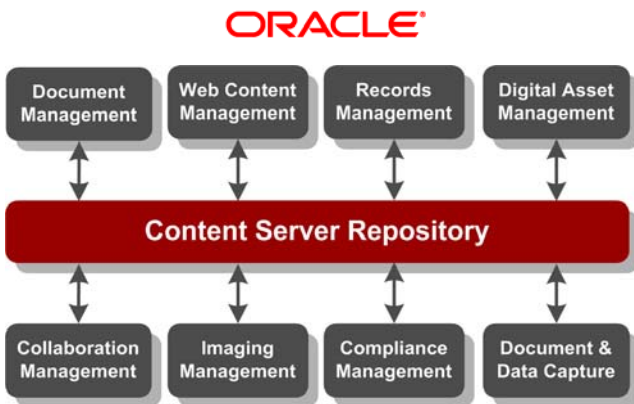 ORACLE®
Document
Management
Web Content
Management
Records
Management
Digital Asset
Management
Content Server Repository
Collaboration
Management
Imaging
Management
Compliance
Management
Document &
Data Capture